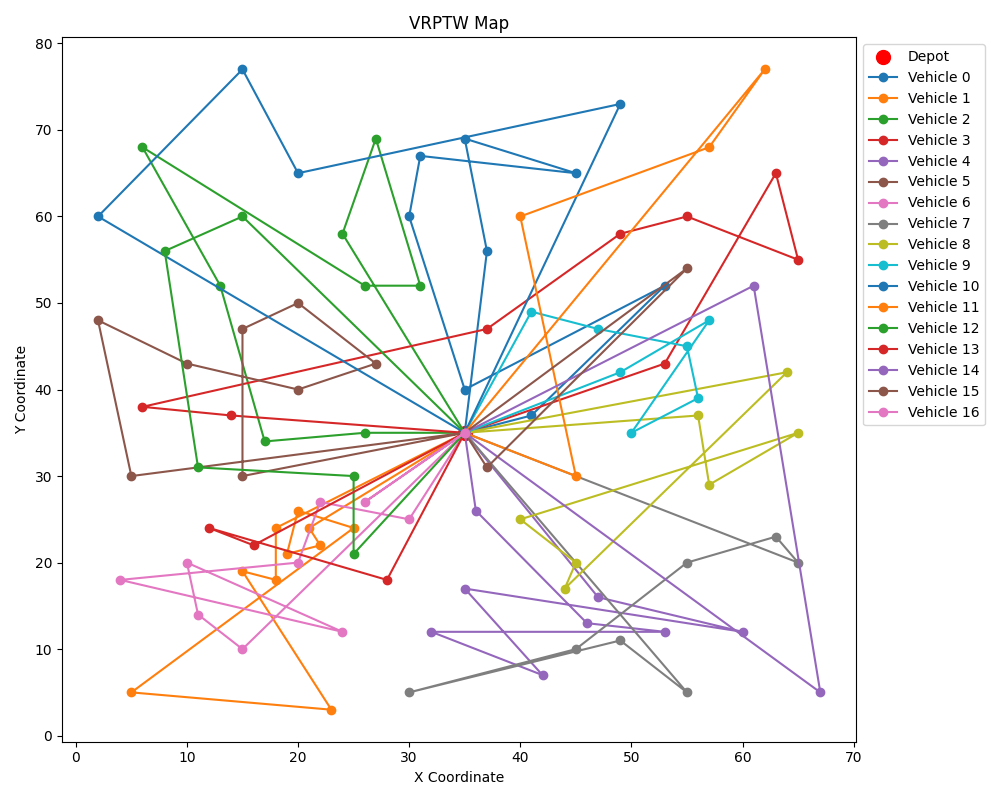 VRPTW Map
80
70
60
50
40
30
20
10
0
Y Coordinate
0 10 20 30 40 50 60 70
X Coordinate
Depot
Vehicle 0
Vehicle 1
Vehicle 2
Vehicle 3
Vehicle 4
Vehicle 5
Vehicle 6
Vehicle 7
Vehicle 8
Vehicle 9
Vehicle 10
Vehicle 11
Vehicle 12
Vehicle 13
Vehicle 14
Vehicle 15
Vehicle 16